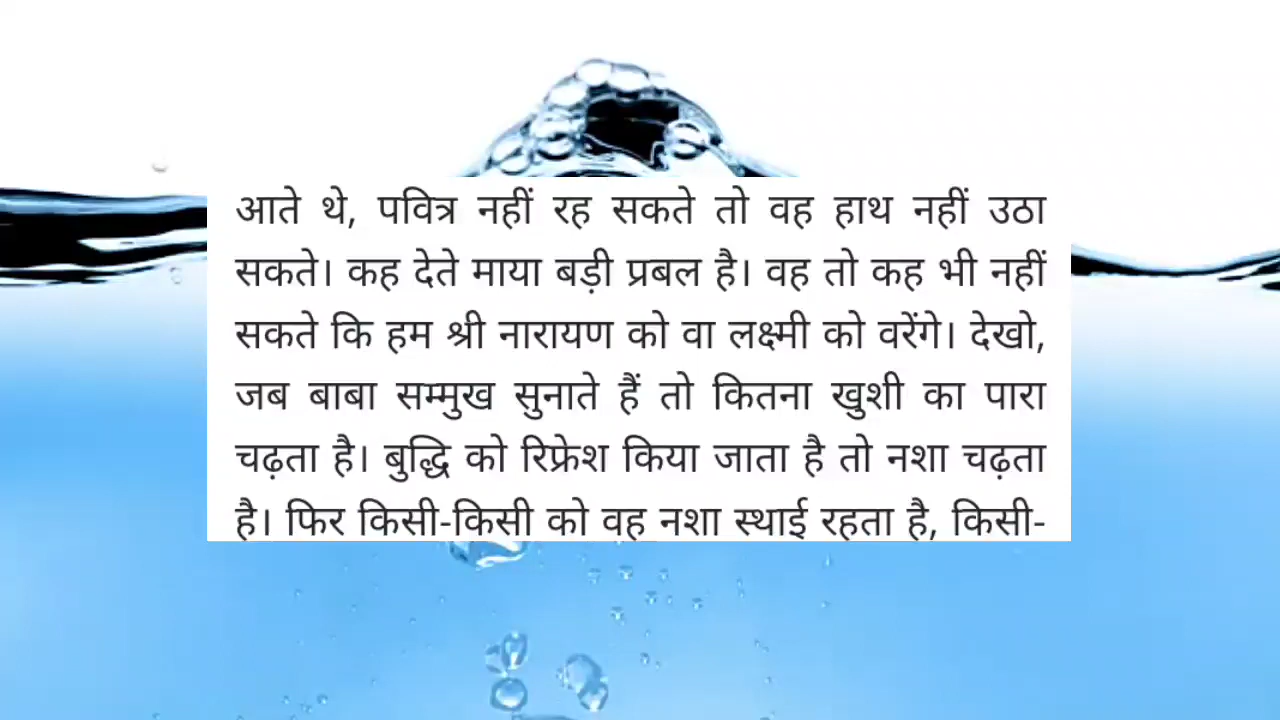 आते थे, पवित्र नहीं रह सकते तो वह हाथ नहीं उठा
सकते। कह देते माया बड़ी प्रबल है। वह तो कह भी नहीं
सकते कि हम श्री नारायण को वा लक्ष्मी को वरेंगे। देखो,
जब बाबा सम्मुख सुनाते हैं तो कितना खुशी का पारा
चढ़ता है। बुद्धि को रिफ्रेश किया जाता है तो नशा चढ़ता
है। फिर किसी-किसी को वह नशा स्थाई रहता है, किसी-